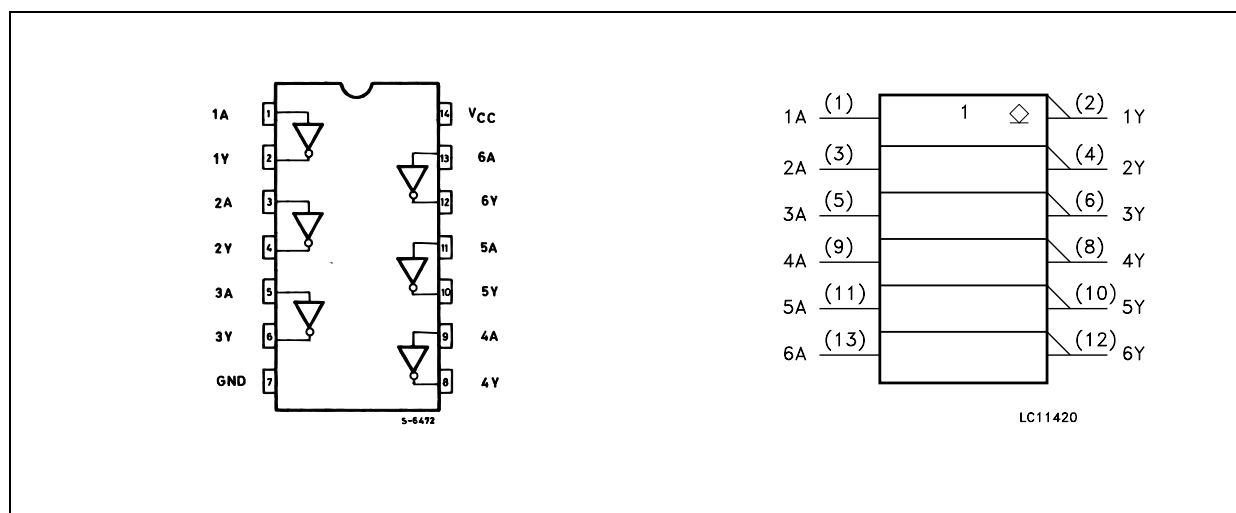 1A 1 14 VCC
1Y 2 13 6A
2A 3 12 6Y
2Y 4 11 5A
3A 5 10 5Y
3Y 6 9 4A
GND 7 8 4Y
S-6472
1A (1) 1 (2) 1Y
2A (3) (4) 2Y
3A (5) (6) 3Y
4A (9) (8) 4Y
5A (11) (10) 5Y
6A (13) (12) 6Y
LC11420